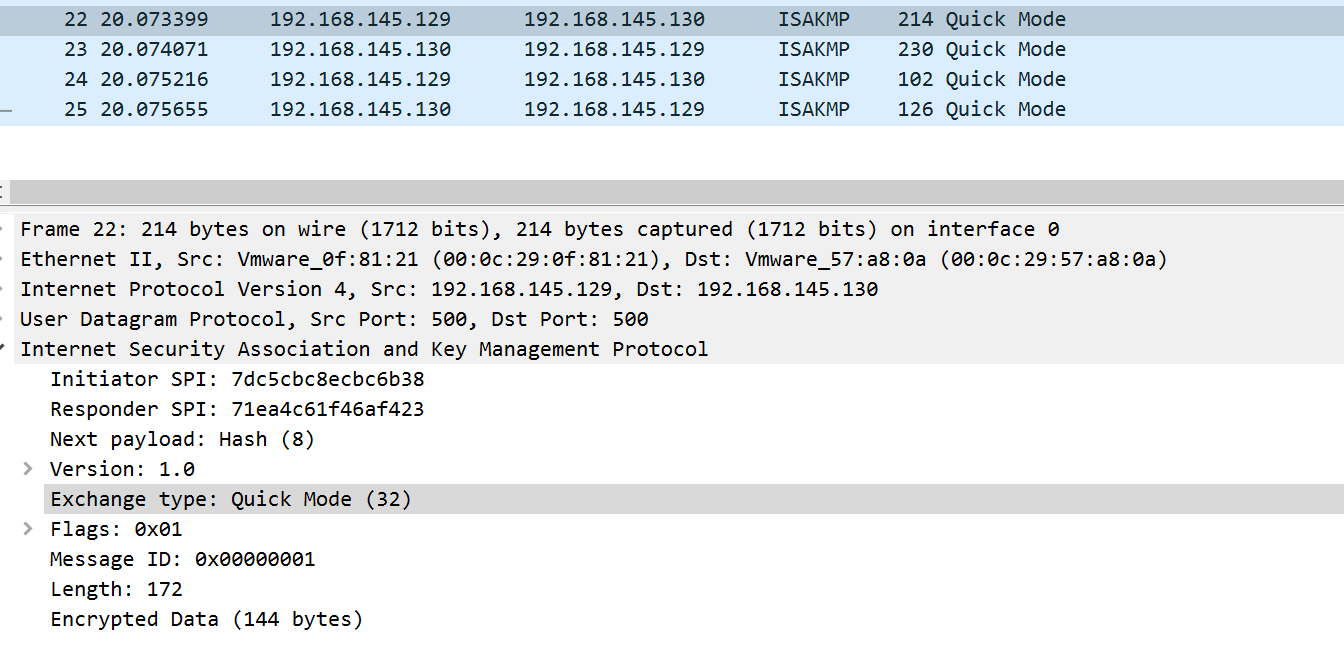 22 20.073399 192.168.145.129 192.168.145.130 ISAKMP 214 Quick Mode
23 20.074071 192.168.145.130 192.168.145.129 ISAKMP 230 Quick Mode
24 20.075216 192.168.145.129 192.168.145.130 ISAKMP 102 Quick Mode
25 20.075655 192.168.145.130 192.168.145.129 ISAKMP 126 Quick Mode
Frame 22: 214 bytes on wire (1712 bits), 214 bytes captured (1712 bits) on interface 0
Ethernet II, Src: Vmware_0f:81:21 (00:0c:29:0f:81:21), Dst: Vmware_57:a8:0a (00:0c:29:57:a8:0a)
Internet Protocol Version 4, Src: 192.168.145.129, Dst: 192.168.145.130
User Datagram Protocol, Src Port: 500, Dst Port: 500
Internet Security Association and Key Management Protocol
Initiator SPI: 7dc5cbc8ecbc6b38
Responder SPI: 71ea4c61f46af423
Next payload: Hash (8)
Version: 1.0
Exchange type: Quick Mode (32)
Flags: 0x01
Message ID: 0x00000001
Length: 172
Encrypted Data (144 bytes)